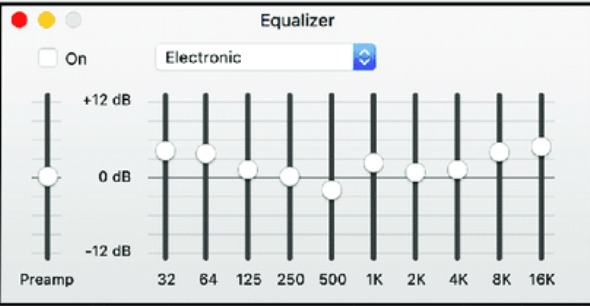 Equalizer
On
Electronic
+12 dB
0 dB
-12 dB
Preamp 32 64 125 250 500 1K 2K 4K 8K 16K